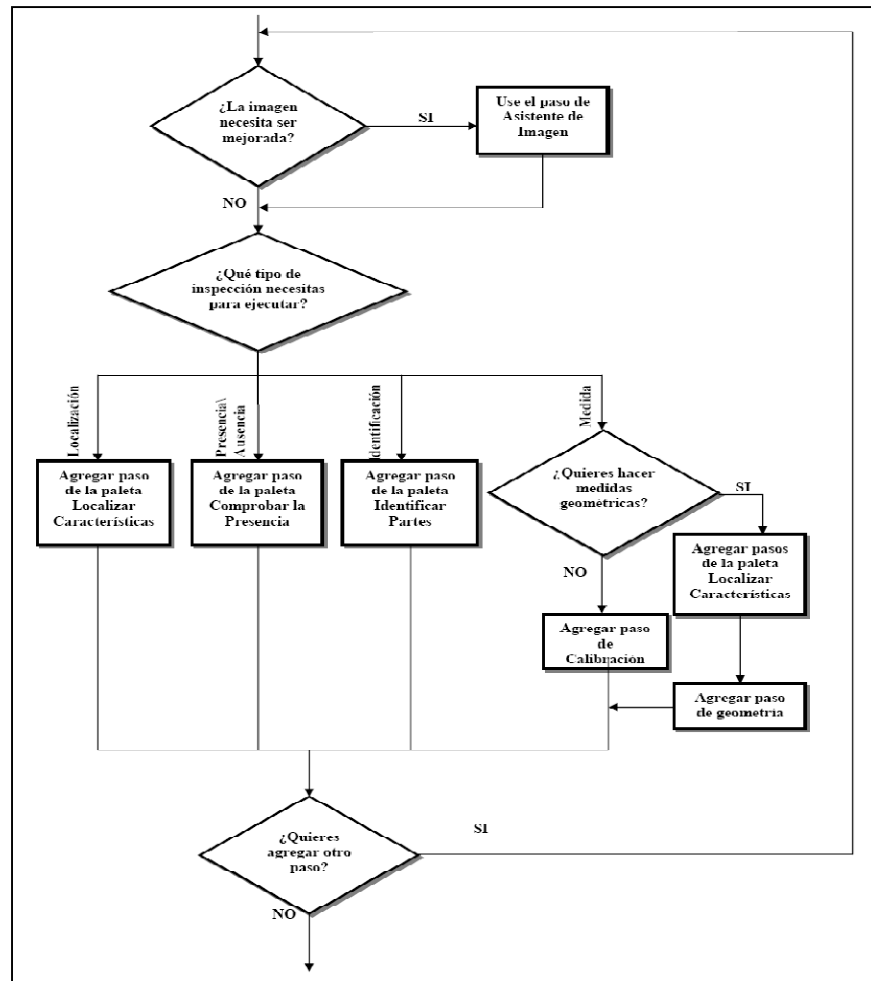 ¿La imagen
necesita ser
mejorada?
SI
Use el paso de
Asistente de
Imagen
NO
¿Qué tipo de
inspección necesitas
para ejecutar?
Localización
Presencia\
Ausencia
Identificación
Medida
Agregar paso
de la paleta
Localizar
Características
Agregar paso
de la paleta
Comprobar la
Presencia
Agregar paso
de la paleta
Identificar
Partes
¿Quieres hacer
medidas
geométricas?
SI
NO
Agregar pasos
de la paleta
Localizar
Características
Agregar paso
de
Calibración
Agregar paso
de geometría
¿Quieres
agregar otro
paso?
SI
NO